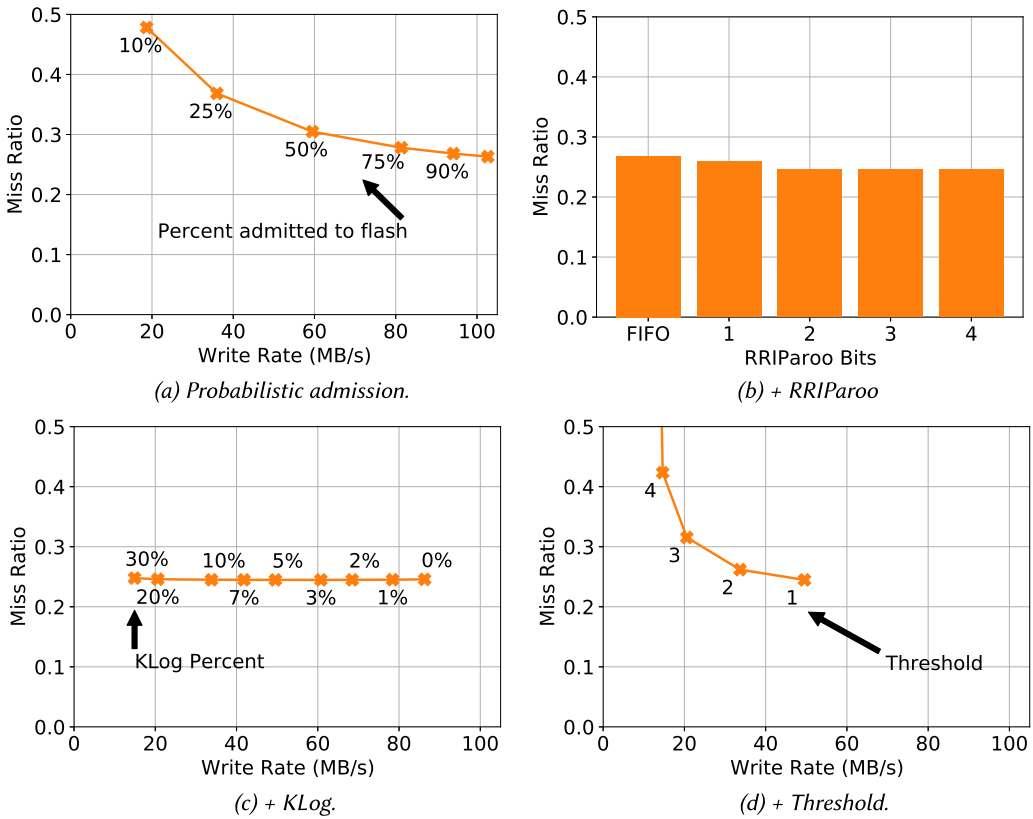 0.5
0.4
0.3
0.2
0.1
0.0
Miss Ratio
10%
25%
50%
75%
90%
Percent admitted to flash
0 20 40 60 80 100
Write Rate (MB/s)
(a) Probabilistic admission.
0.5
0.4
0.3
0.2
0.1
0.0
Miss Ratio
FIFO 1 2 3 4
RRIParoo Bits
(b) + RRIParoo
0.5
0.4
0.3
0.2
0.1
0.0
Miss Ratio
30% 10% 5% 2% 0%
20% 7% 3% 1%
KLog Percent
0 20 40 60 80 100
Write Rate (MB/s)
(c) + KLog.
0.5
0.4
0.3
0.2
0.1
0.0
Miss Ratio
4
3
2
1
Threshold
0 20 40 60 80 100
Write Rate (MB/s)
(d) + Threshold.